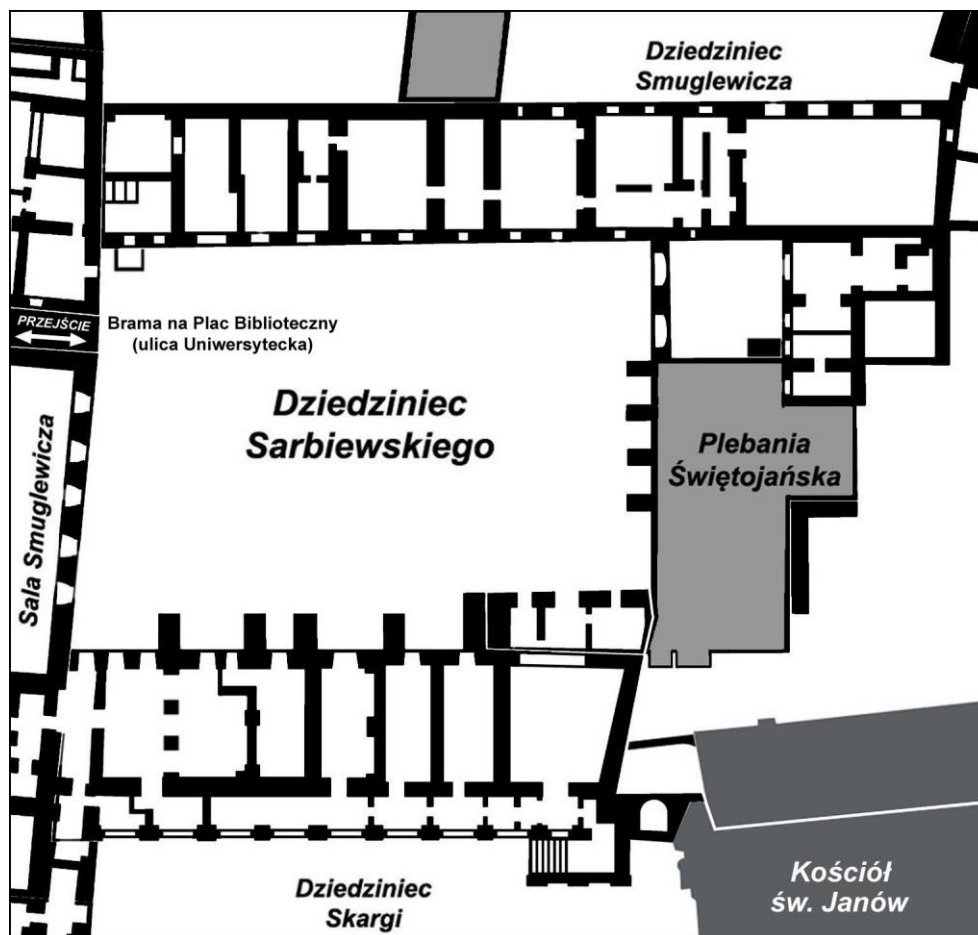 Dziedziniec
Smuglewicza
PRZEJŚCIE
Brama na Plac Biblioteczny
(ulica Uniwersytecka)
Dziedziniec
Sarbiewskiego
Plebania
Świętojańska
Sala Smuglewicza
Dziedziniec
Skargi
Kościół
św. Janów